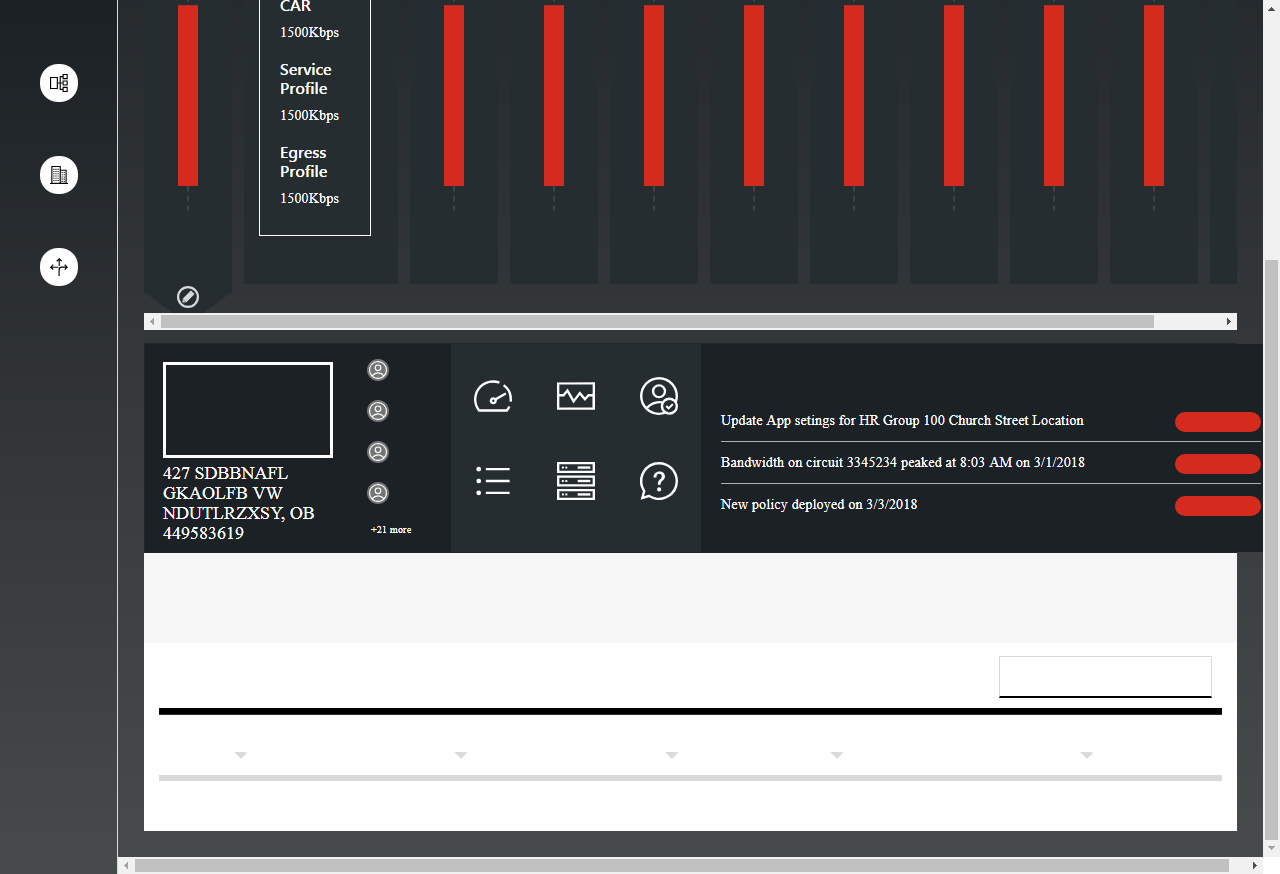 CAR
1500Kbps
Service
Profile
1500Kbps
Egress
Profile
1500Kbps
427 SDBBNAFL
GKAOLFB VW
NDUTLRZXSY, OB
449583619
+21 more
Update App setings for HR Group 100 Church Street Location
Bandwidth on circuit 3345234 peaked at 8:03 AM on 3/1/2018
New policy deployed on 3/3/2018